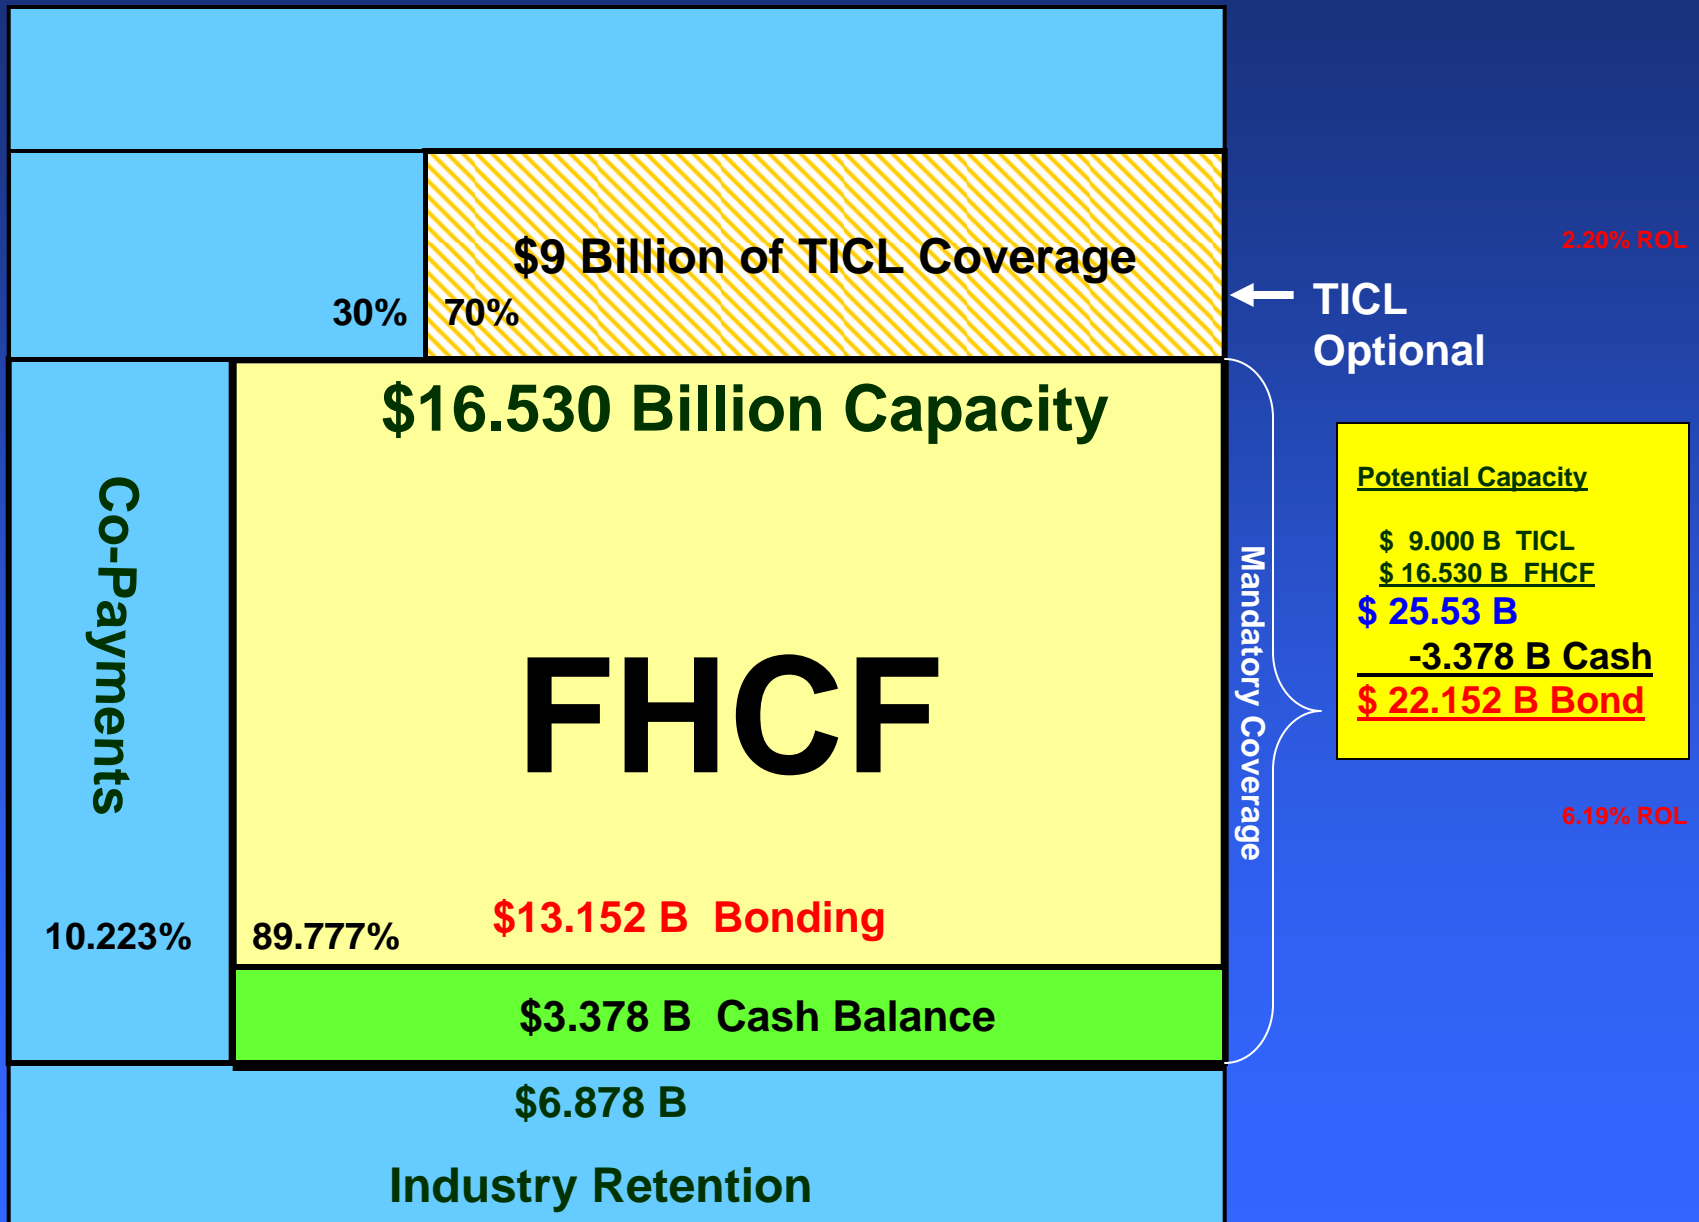 $9 Billion of TICL Coverage
30%
70%
2.20% ROL
TICL
Optional
$16.530 Billion Capacity
Co-Payments
FHCF
Mandatory Coverage
Potential Capacity
$ 9.000 B TICL
$ 16.530 B FHCF
$ 25.53 B
-3.378 B Cash
$ 22.152 B Bond
6.19% ROL
10.223%
89.777%
$13.152 B Bonding
$3.378 B Cash Balance
$6.878 B
Industry Retention